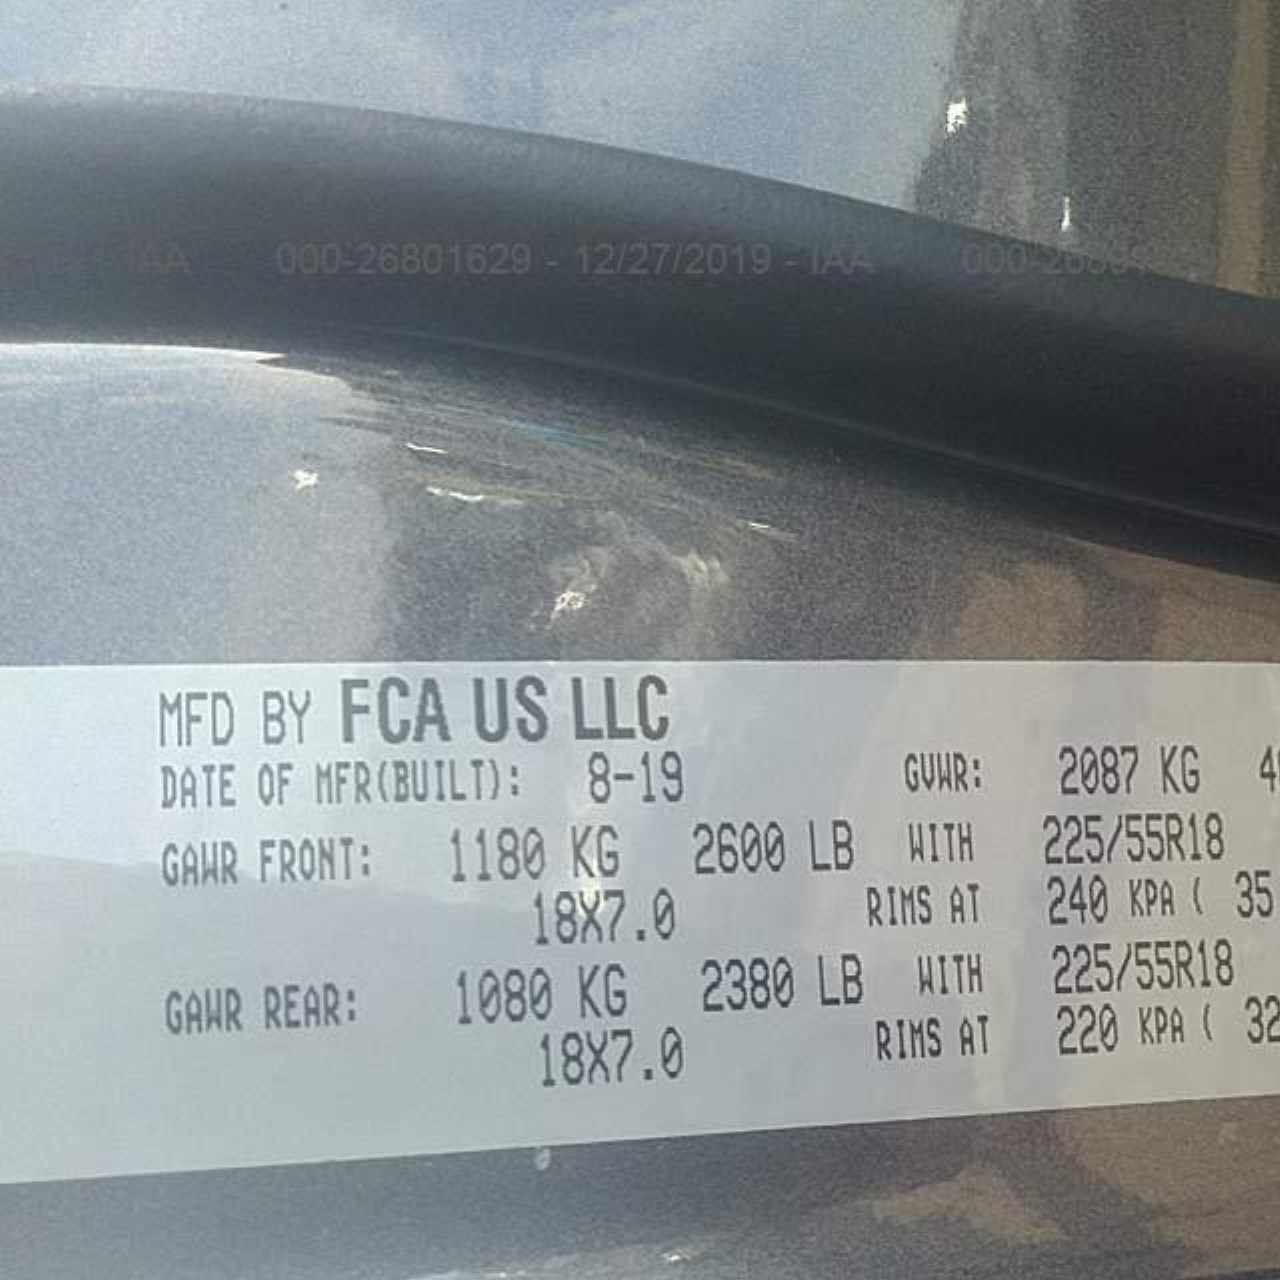 IAA 000-26801629 - 12/27/2019 - IAA
MFD BY FCA US LLC
DATE OF MFR(BUILT): 8-19 GVWR: 2087 KG
GAWR FRONT: 1180 KG 2600 LB WITH 225/55R18
18X7.0 RIMS AT 240 KPA ( 35
GAWR REAR: 1080 KG 2380 LB WITH 225/55R18
18X7.0 RIMS AT 220 KPA ( 32